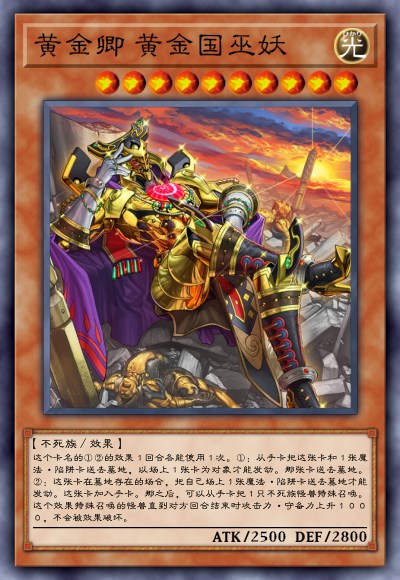 黄金卿 黄金国巫妖
ひかり
光
【不死族／效果】
这个卡名的①②的效果1回合各能使用1次。①：从手卡把这张卡和1张魔
法·陷阱卡送去墓地，以场上1张卡为对象才能发动。那张卡送去墓地。
②：这张卡在墓地存在的场合，把自己场上1张魔法·陷阱卡送去墓地才能
发动。这张卡加入手卡。那之后，可以从手卡把1只不死族怪兽特殊召唤。
这个效果特殊召唤的怪兽直到对方回合结束时攻击力·守备力上升１００
０，不会被效果破坏。
ATK/2500 DEF/2800